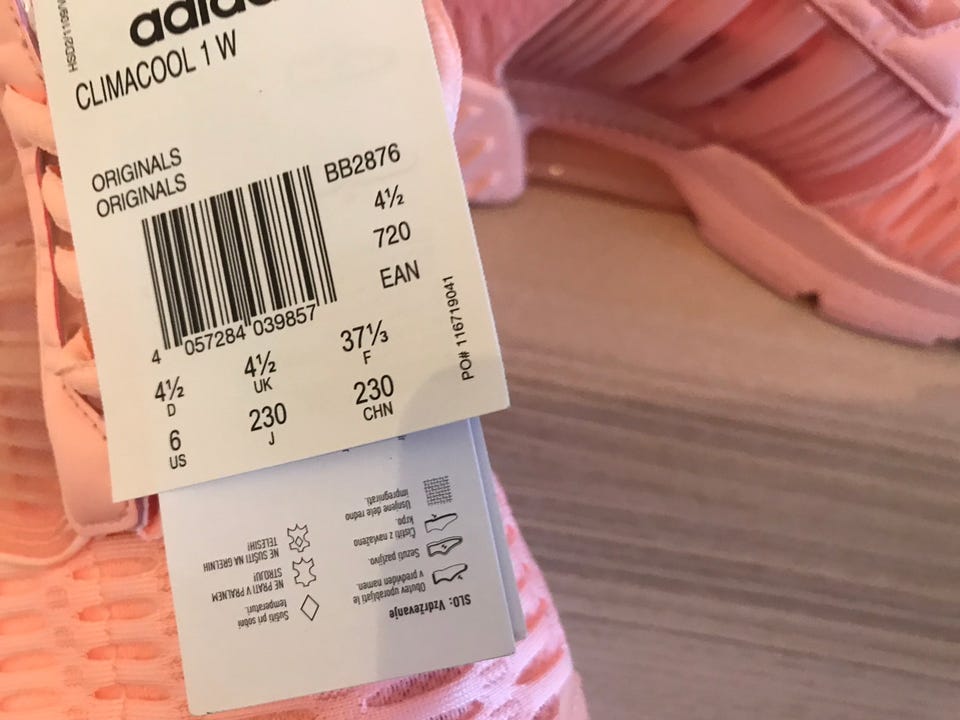 adidas
CLIMACOOL 1 W
ORIGINALS
ORIGINALS
BB2876
4½
720
EAN
4 057284 039857
PO# 116719041
4½ 4½ 37⅓
D UK F
6 230 230
US J CHN
SLO: Vzdrževanje
Obutev uporabljati le
v predviden namen.
Sezuti pazljivo.
Čistiti z navlaženo
krpo.
Usnjene dele redno
impregnirati.
Sušiti pri sobni
temperaturi.
NE PRATI V PRALNEM
STROJU!
NE SUŠITI NA GRELNIH
TELESIH!